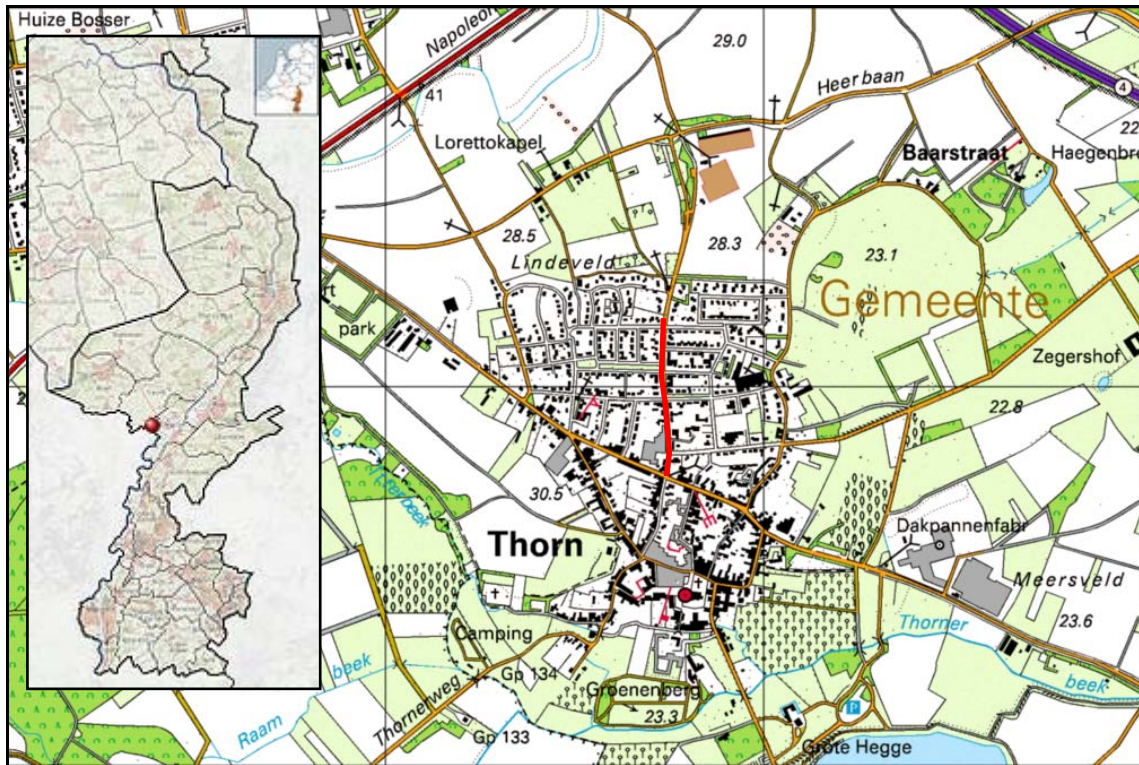 Huize Bosser
Napoleon
29.0
Heerbaan
4
41
Lorettokapel
Baarstraat
Haegenbre
22
28.5
28.3
23.1
Lindeveld
Gemeente
park
Zegershof
22.8
30.5
Thorn
Dakpannenfabr
Meersveld
23.6
Camping
Thorner
beek
Gp 134
Raam
beek
Thornerweg
Groenenberg
23.3
P
Gp 133
Grote Hegge